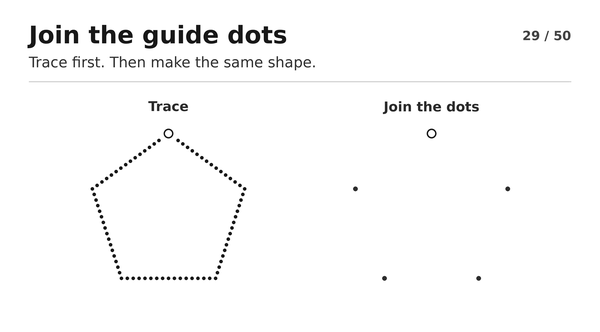 Join the guide dots
29 / 50
Trace first. Then make the same shape.
Trace
Join the dots